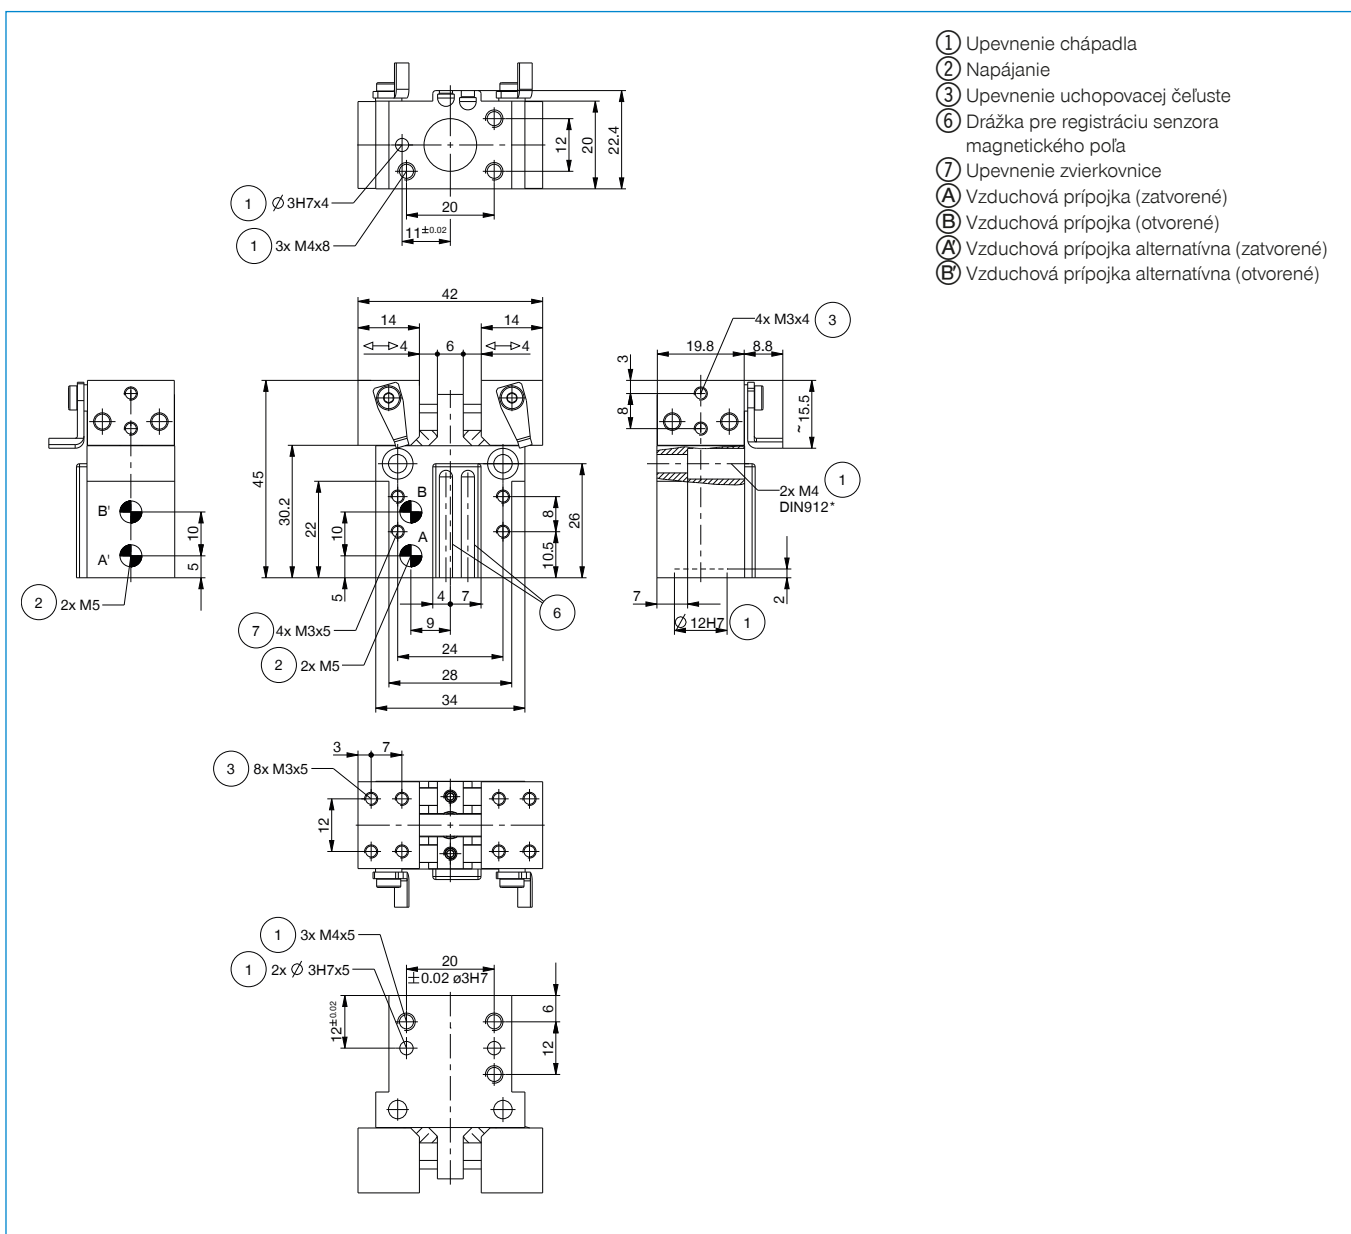 ① Upevnenie chápadla
② Napájanie
③ Upevnenie uchopovacej čeľuste
⑥ Drážka pre registráciu senzora
magnetického poľa
⑦ Upevnenie zvierkovnice
Ⓐ Vzduchová prípojka (zatvorené)
Ⓑ Vzduchová prípojka (otvorené)
A' Vzduchová prípojka alternatívna (zatvorené)
B' Vzduchová prípojka alternatívna (otvorené)
12
20
22.4
1 Ø 3H7x4
20
11±0.02
1 3x M4x8
42
14
14
4
6
4
45
30.2
22
10
5
B
A
8
10.5
26
4
7
9
24
28
34
6
7 4x M3x5
2 2x M5
B'
A'
10
5
2 2x M5
4x M3x4 3
19.8
8.8
3
8
~ 15.5
2x M4 1
DIN912*
7
2
Ø 12H7 1
3
7
3 8x M3x5
12
1 3x M4x5
1 2x Ø 3H7x5
20
±0.02 ø3H7
12±0.02
6
12